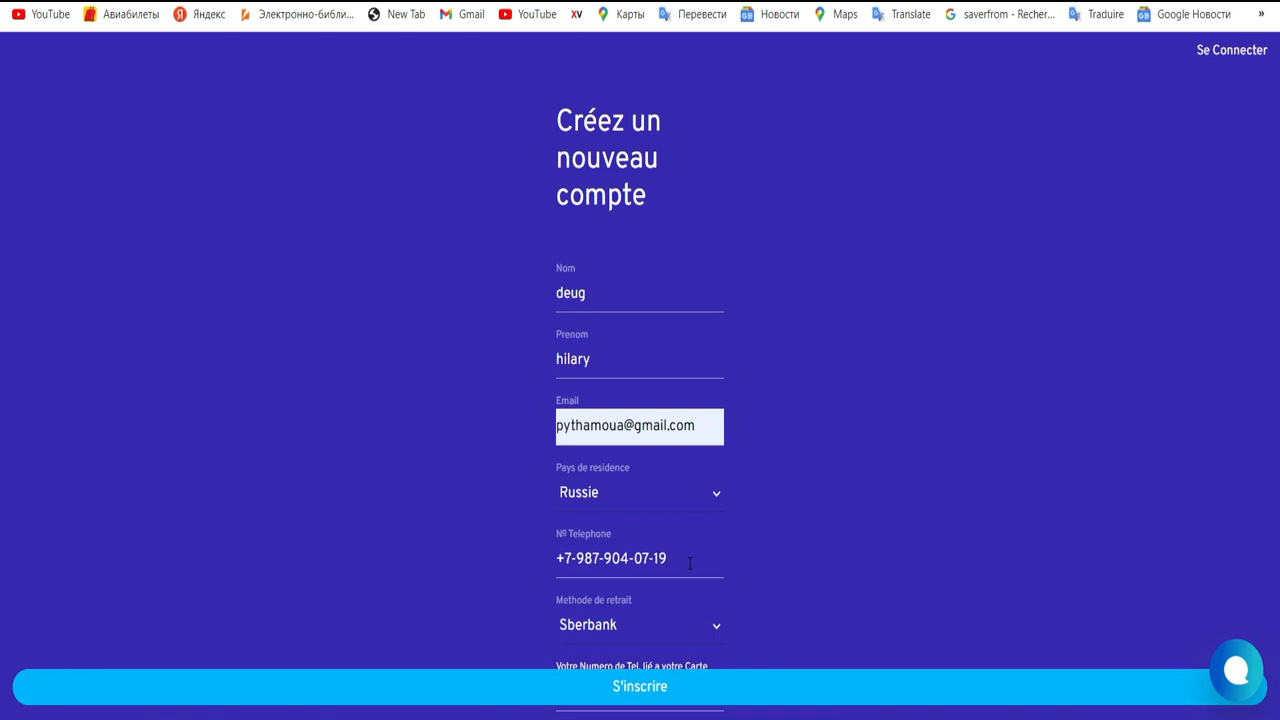 YouTube Авиабилеты Яндекс Электронно-библи... New Tab Gmail YouTube XV Карты Перевести Новости Maps Translate saverfrom - Recher... Traduire Google Новости »
Se Connecter
Créez un
nouveau
compte
Nom
deug
Prenom
hilary
Email
pythamoua@gmail.com
Pays de residence
Russie
Nº Telephone
+7-987-904-07-19
Methode de retrait
Sberbank
Votre Numero de Tel. lié a votre Carte
S'inscrire